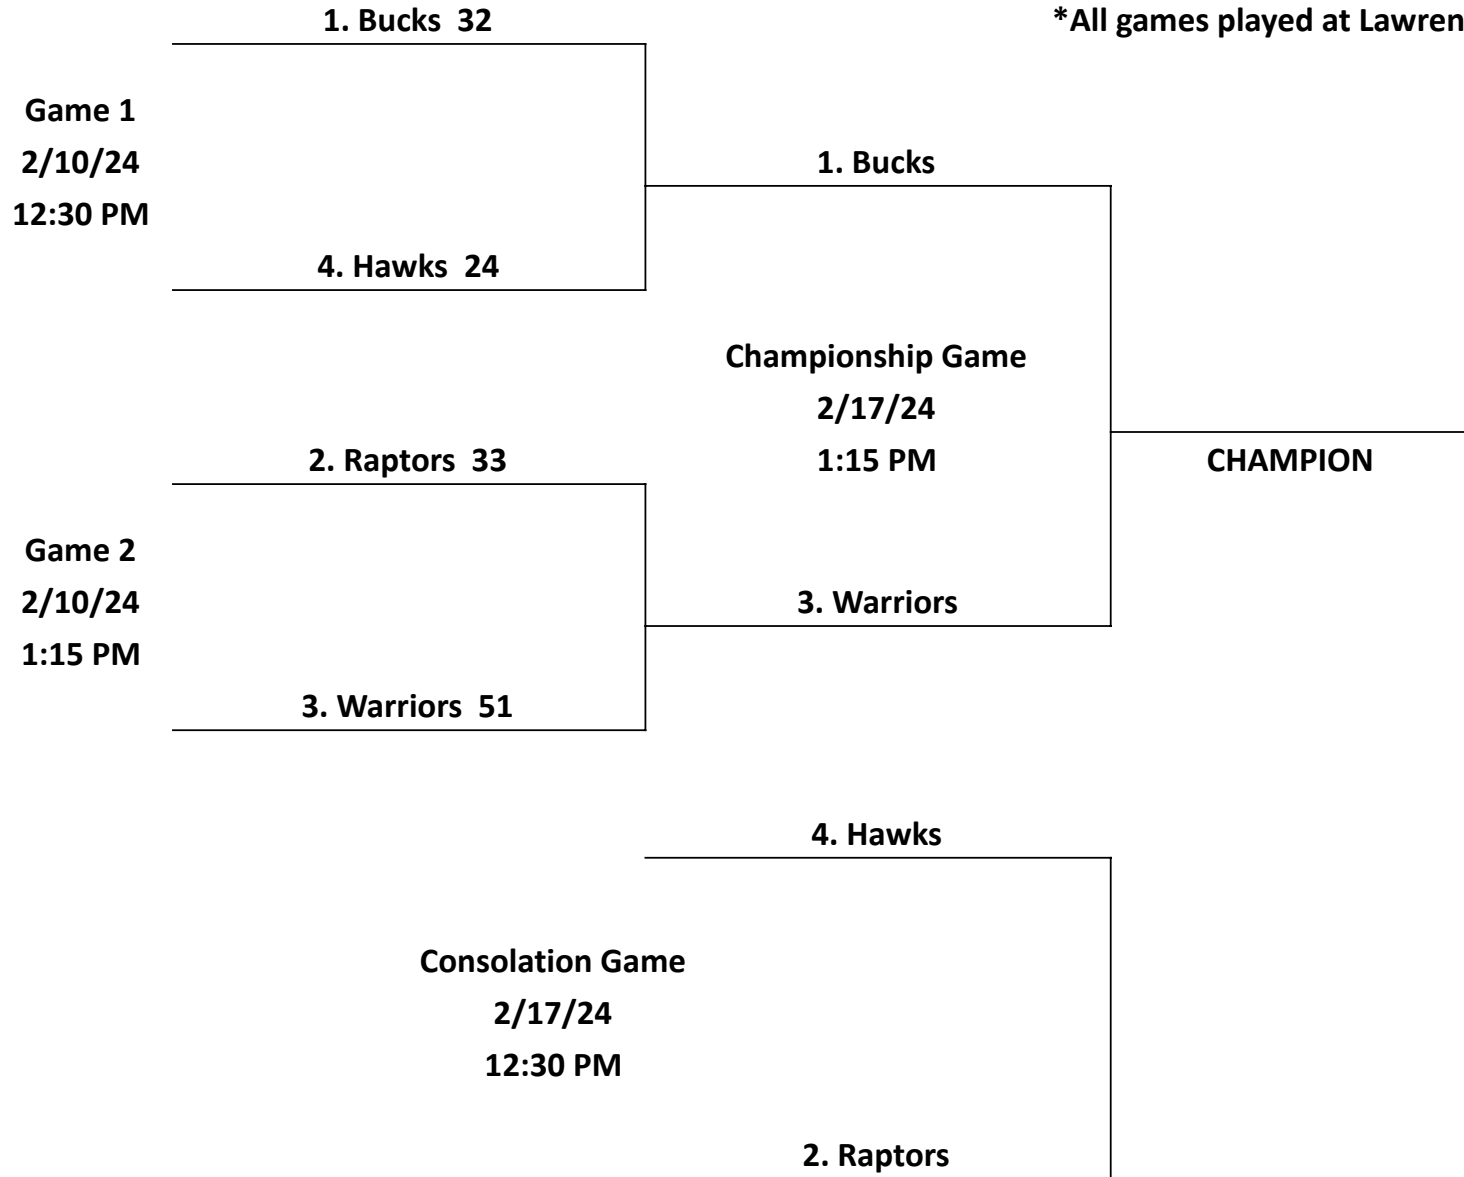 1. Bucks 32
*All games played at Lawren
Game 1
2/10/24
12:30 PM
1. Bucks
4. Hawks 24
Championship Game
2/17/24
1:15 PM
2. Raptors 33
CHAMPION
Game 2
2/10/24
1:15 PM
3. Warriors
3. Warriors 51
4. Hawks
Consolation Game
2/17/24
12:30 PM
2. Raptors